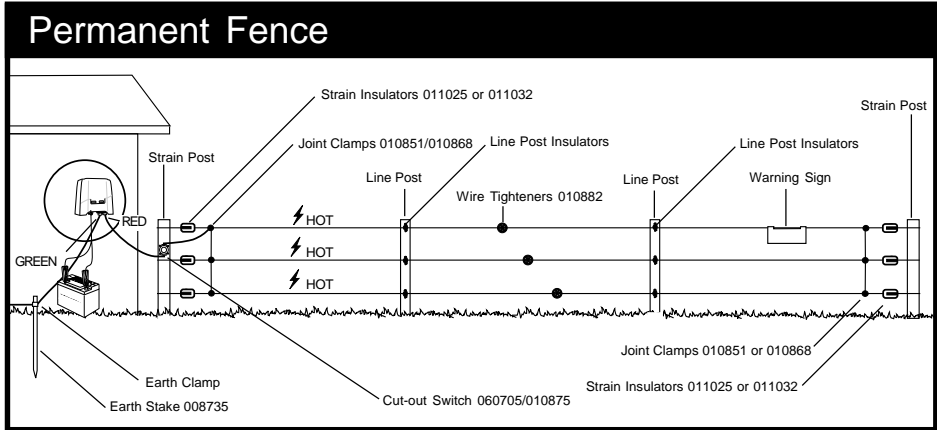 Permanent Fence
Strain Insulators 011025 or 011032
Strain Post
Joint Clamps 010851/010868
Line Post Insulators
Line Post Insulators
Strain Post
Line Post
Wire Tighteners 010882
Line Post
Warning Sign
RED
HOT
GREEN
HOT
HOT
Joint Clamps 010851 or 010868
Earth Clamp
Strain Insulators 011025 or 011032
Earth Stake 008735
Cut-out Switch 060705/010875